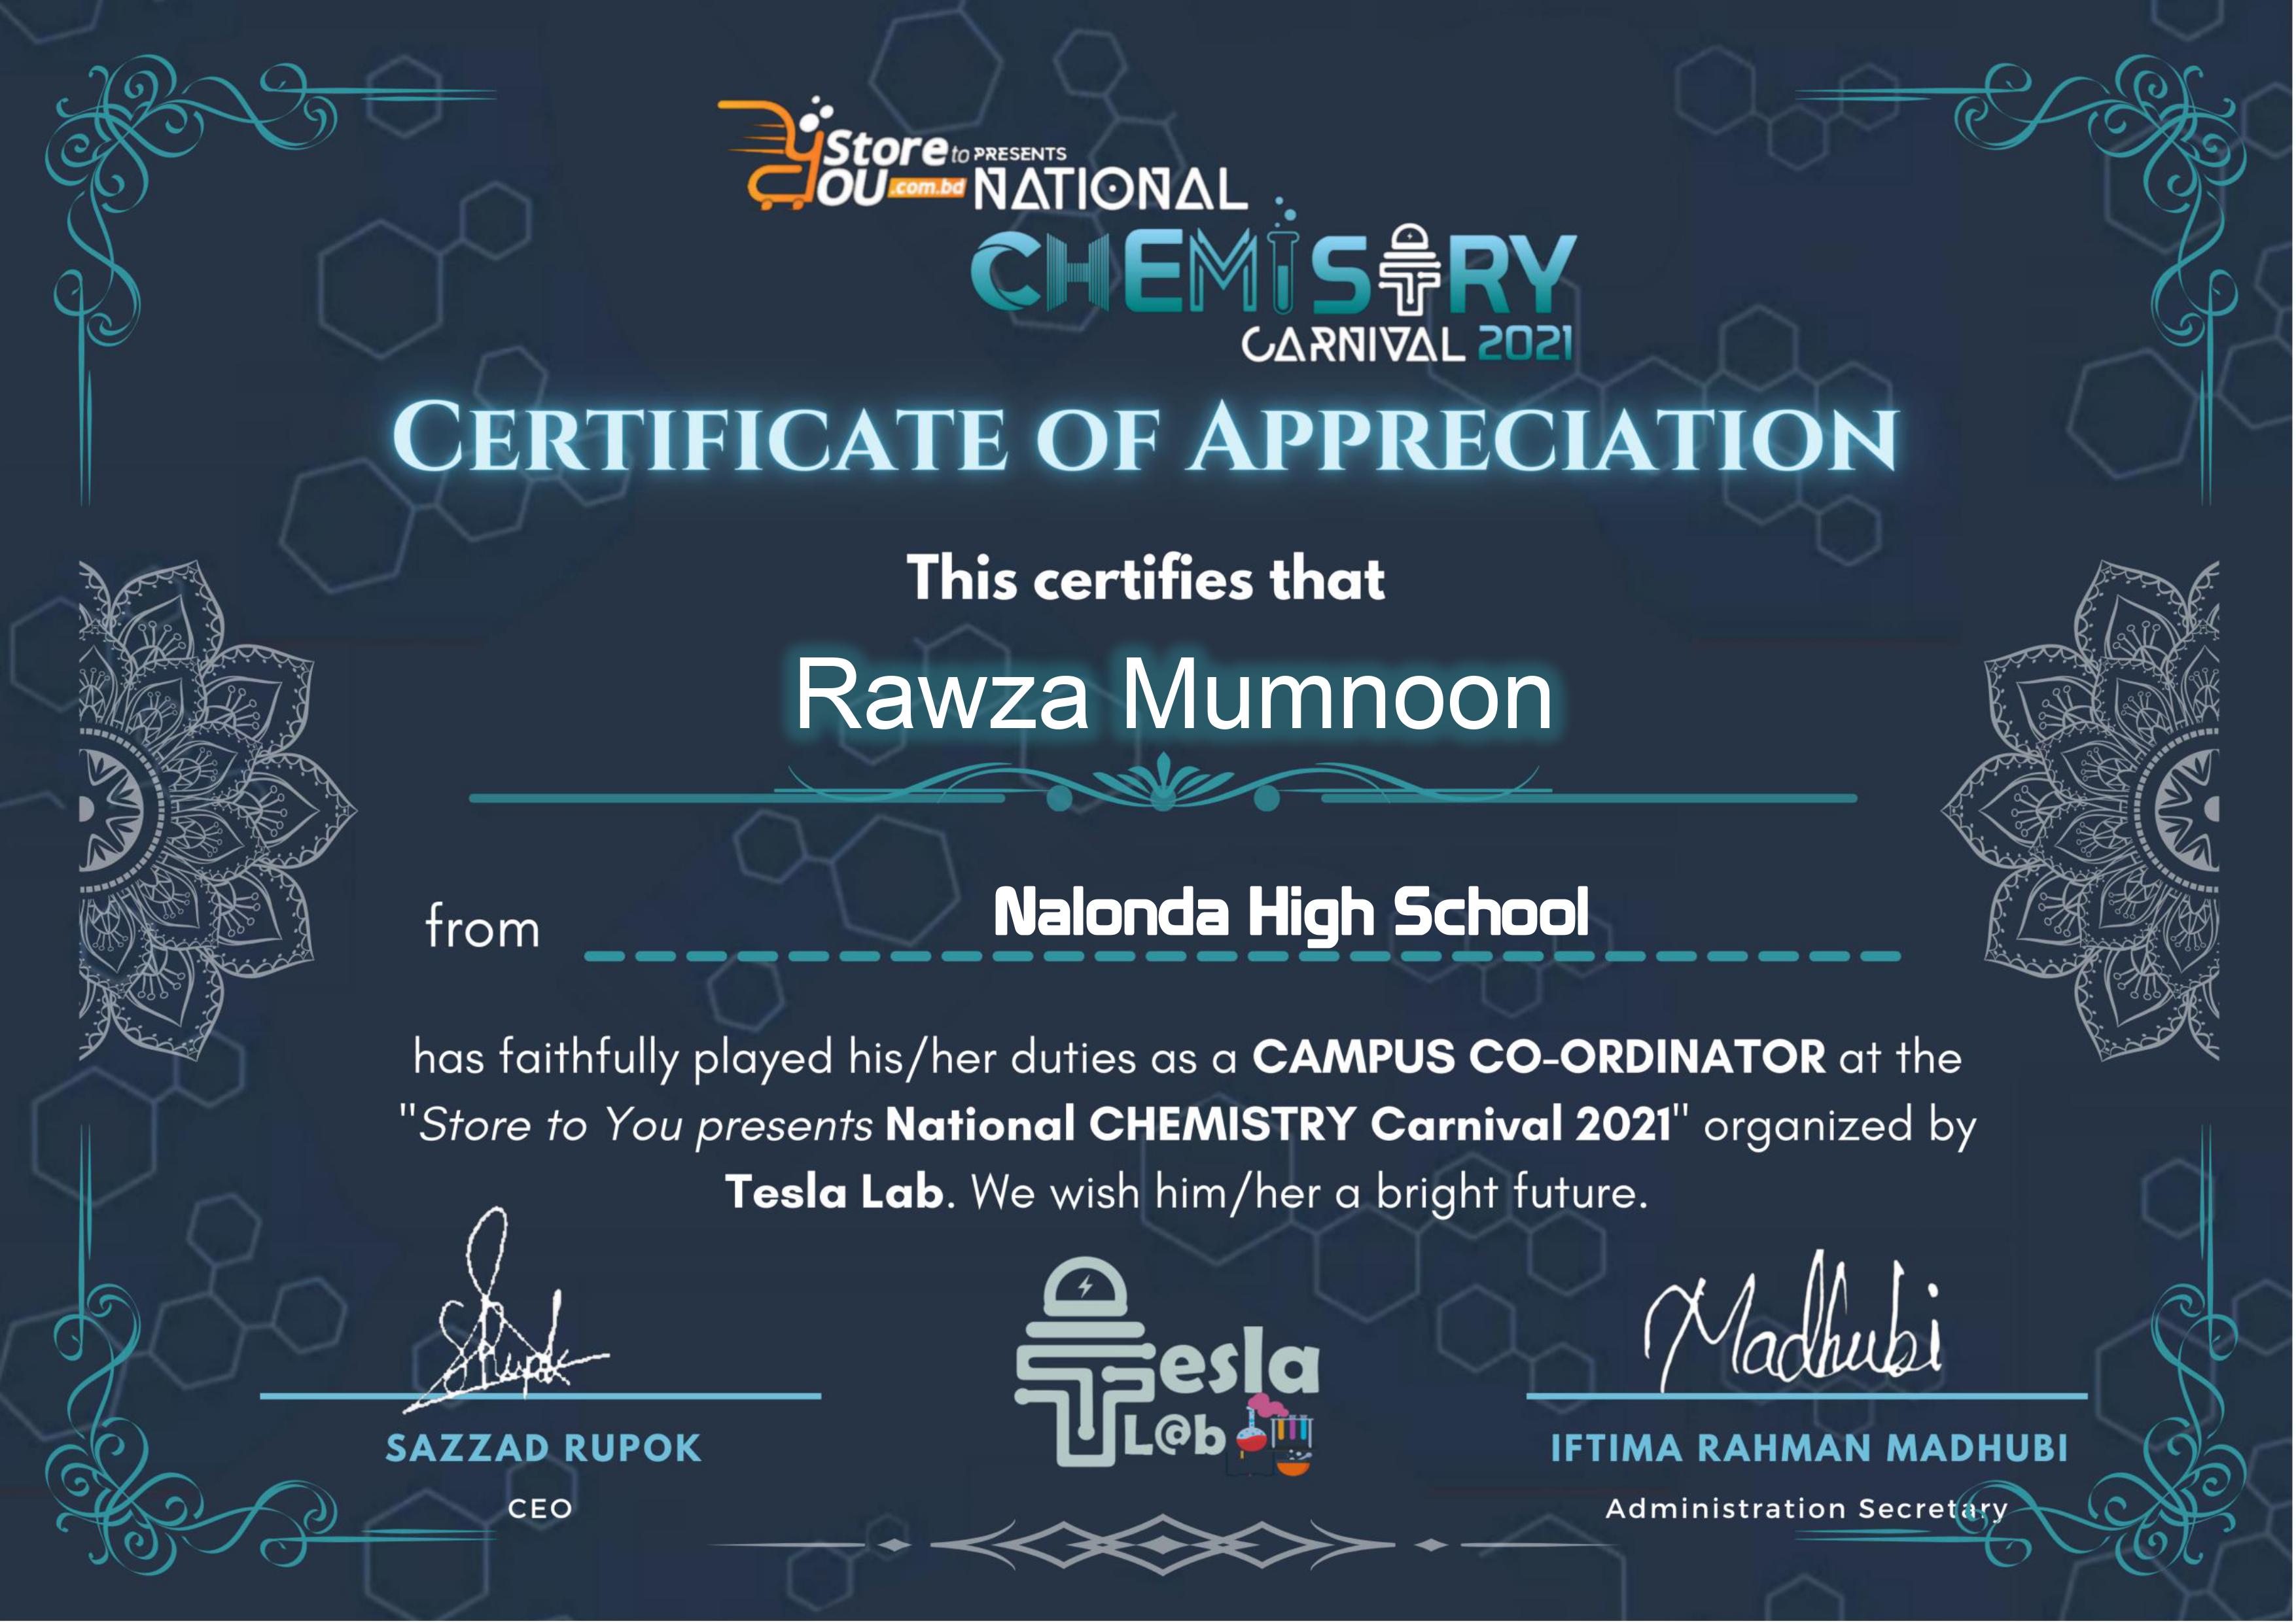 Store to PRESENTS
YOU .com.bd NATIONAL
CHEMISTRY
CARNIVAL 2021
CERTIFICATE OF APPRECIATION
This certifies that
Rawza Mumnoon
from Nalonda High School
has faithfully played his/her duties as a CAMPUS CO-ORDINATOR at the
"Store to You presents National CHEMISTRY Carnival 2021" organized by
Tesla Lab. We wish him/her a bright future.
SRupok
Madhubi
Tesla
L@b
SAZZAD RUPOK
IFTIMA RAHMAN MADHUBI
CEO
Administration Secretary